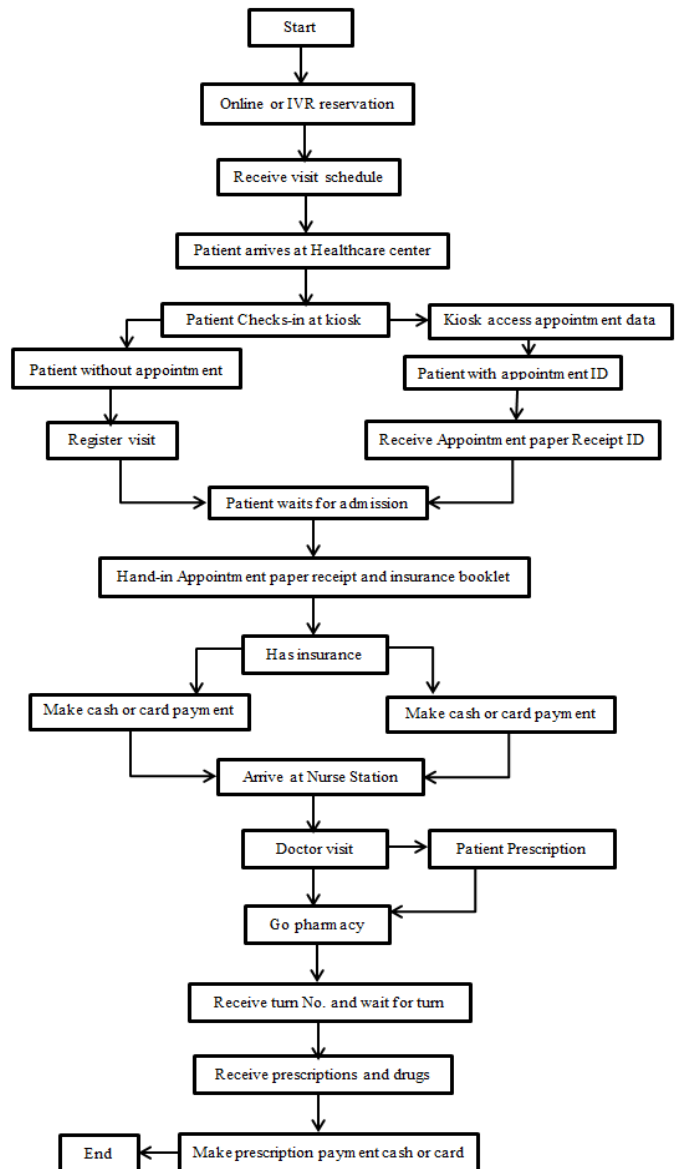 Start
Online or IVR reservation
Receive visit schedule
Patient arrives at Healthcare center
Patient Checks-in at kiosk
Kiosk access appointment data
Patient without appointment
Patient with appointment ID
Register visit
Receive Appointment paper Receipt ID
Patient waits for admission
Hand-in Appointment paper receipt and insurance booklet
Has insurance
Make cash or card payment
Make cash or card payment
Arrive at Nurse Station
Doctor visit
Patient Prescription
Go pharmacy
Receive turn No. and wait for turn
Receive prescriptions and drugs
End
Make prescription payment cash or card